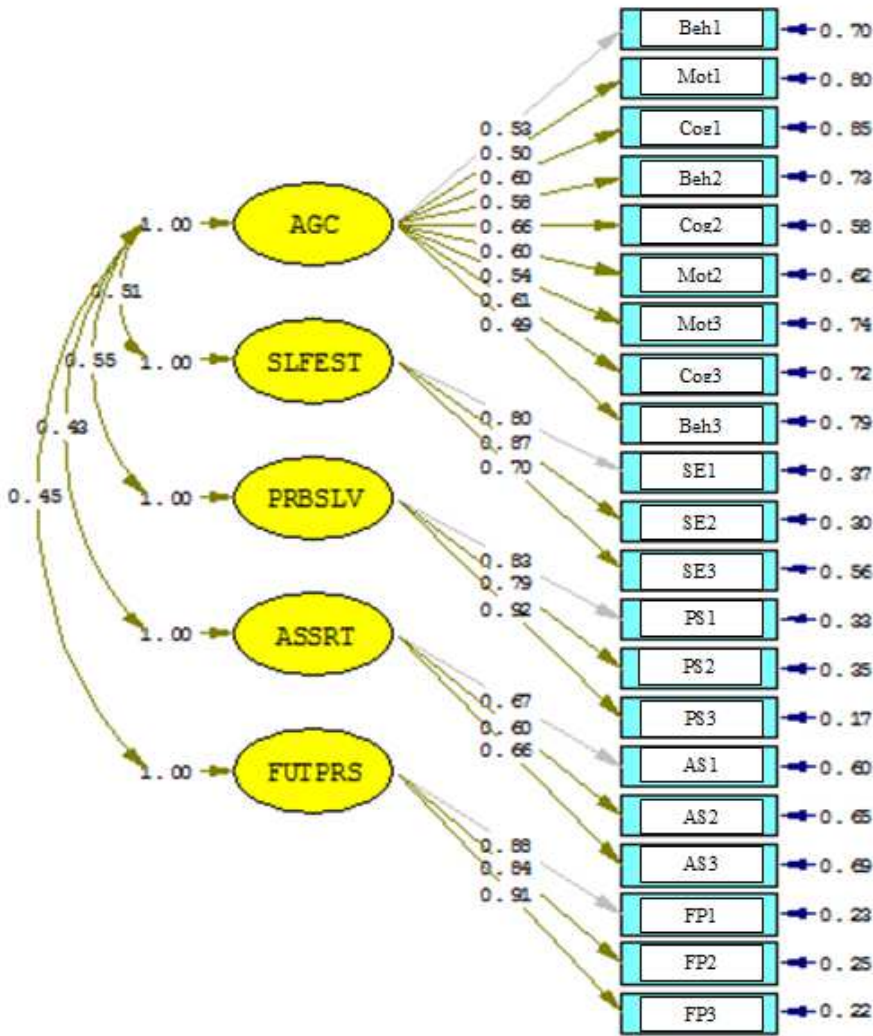 Beh1 0.70
Mot1 0.80
0.53 Cog1 0.85
0.50
0.60 Beh2 0.73
0.58
1.00 AGC 0.66 Cog2 0.58
0.60
0.54 Mot2 0.62
0.61
0.51 0.49 Mot3 0.74
1.00 SLFEST Cog3 0.72
0.55
0.80 Beh3 0.79
0.43 0.87
0.70 SE1 0.37
0.45 1.00 PRBSLV
SE2 0.30
0.83 SE3 0.56
0.79
0.92 PS1 0.33
1.00 ASSRT
PS2 0.35
0.67 PS3 0.17
0.60
0.66 AS1 0.60
1.00 FUTPRS
AS2 0.65
0.88 AS3 0.69
0.84
0.91 FP1 0.23
FP2 0.25
FP3 0.22